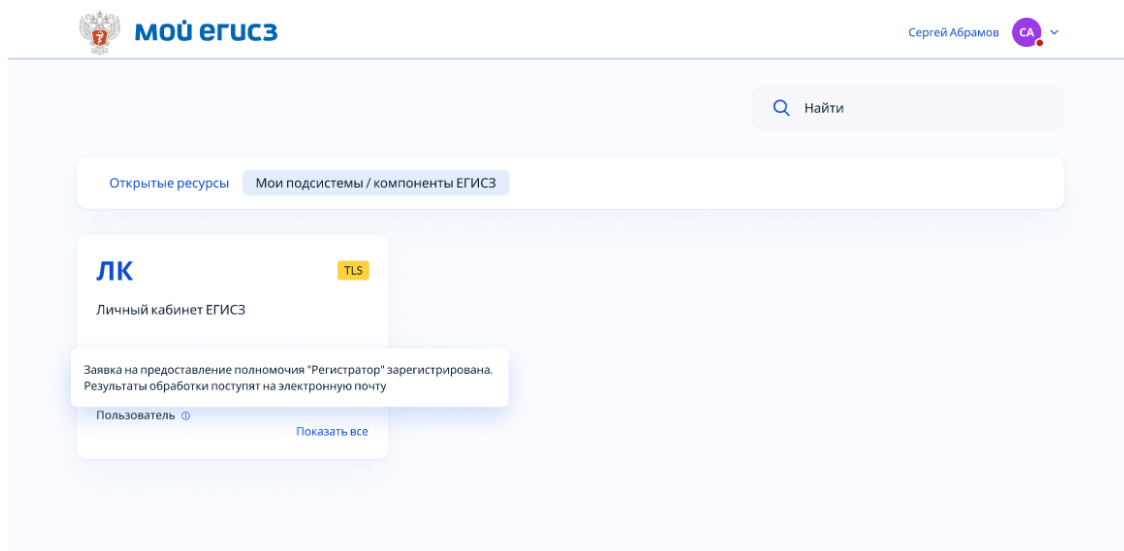 мой егисз
Сергей Абрамов
СА
Найти
Открытые ресурсы
Мои подсистемы / компоненты ЕГИСЗ
ЛК
TLS
Личный кабинет ЕГИСЗ
Заявка на предоставление полномочия "Регистратор" зарегистрирована.
Результаты обработки поступят на электронную почту
Пользователь
Показать все